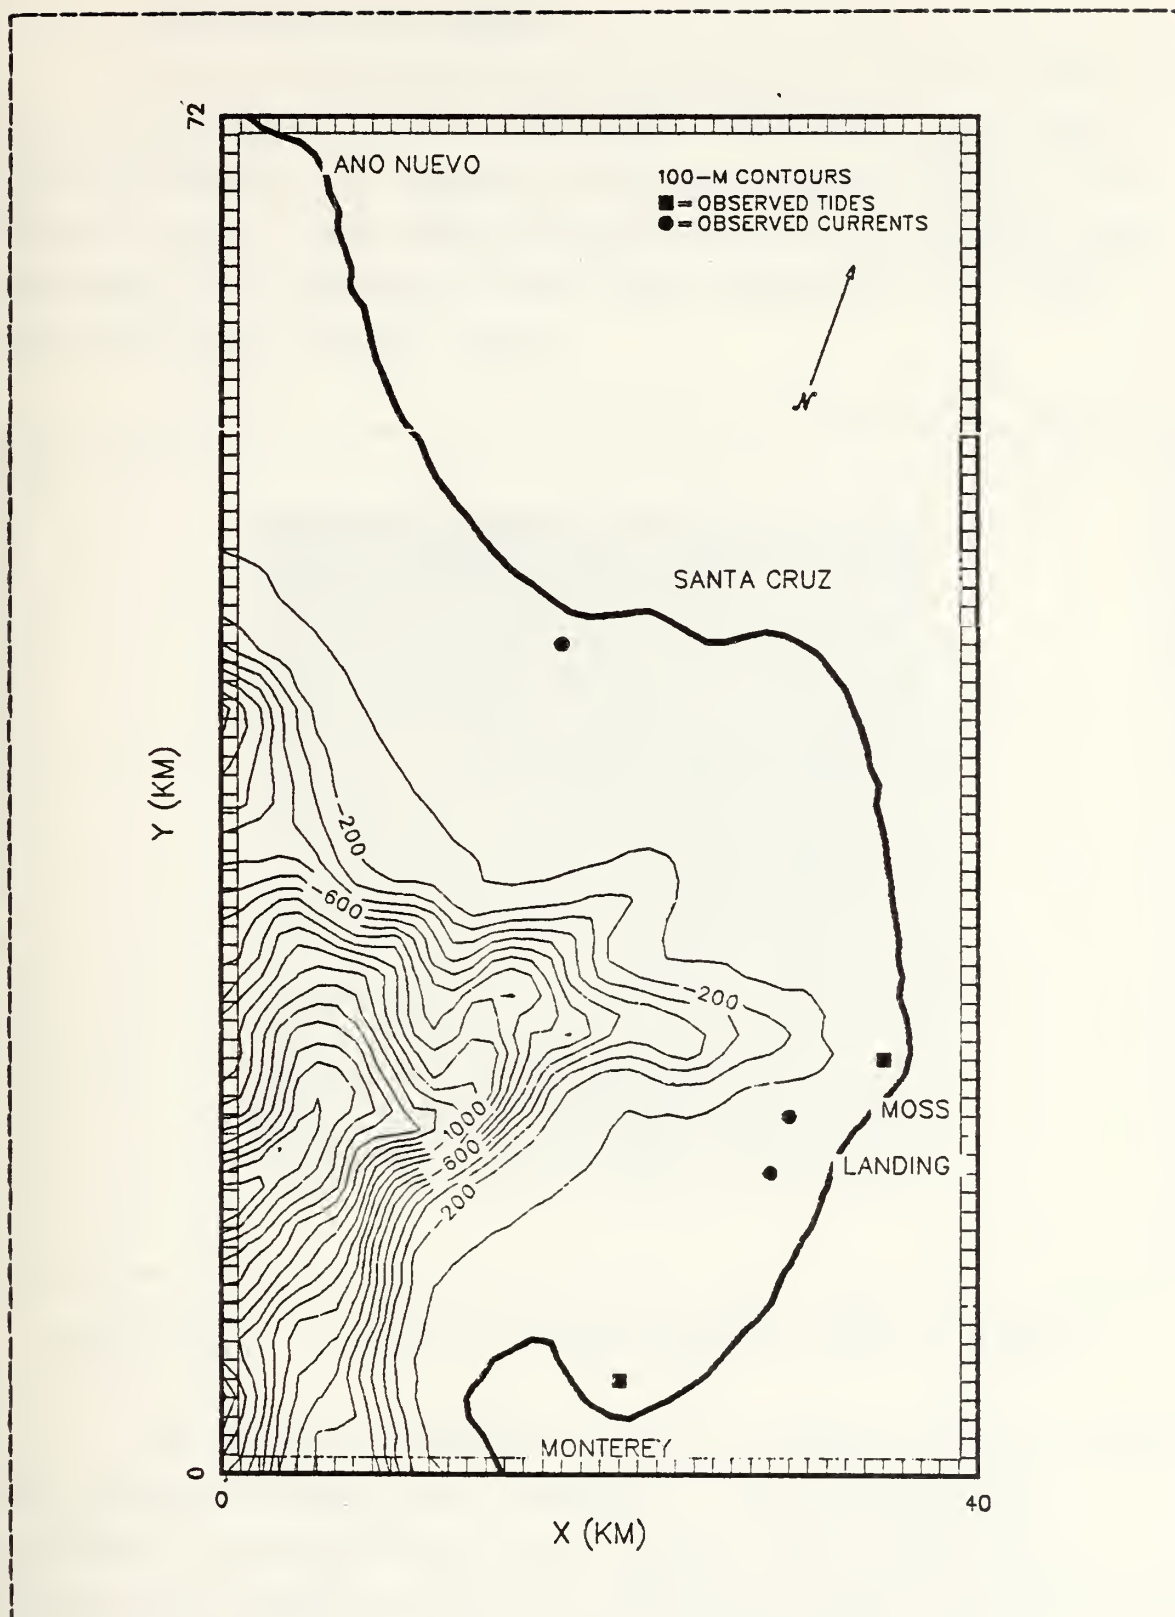 72
ANO NUEVO
100-M CONTOURS
■ = OBSERVED TIDES
● = OBSERVED CURRENTS
N
SANTA CRUZ
Y (KM)
-200
-600
-200
MOSS
-1000
LANDING
-600
-200
MONTEREY
0
0
40
X (KM)